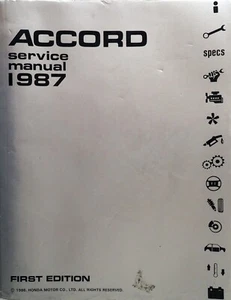 ACCORD
service
manual
1987
specs
FIRST EDITION
© 1986, HONDA MOTOR CO., LTD. ALL RIGHTS RESERVED.